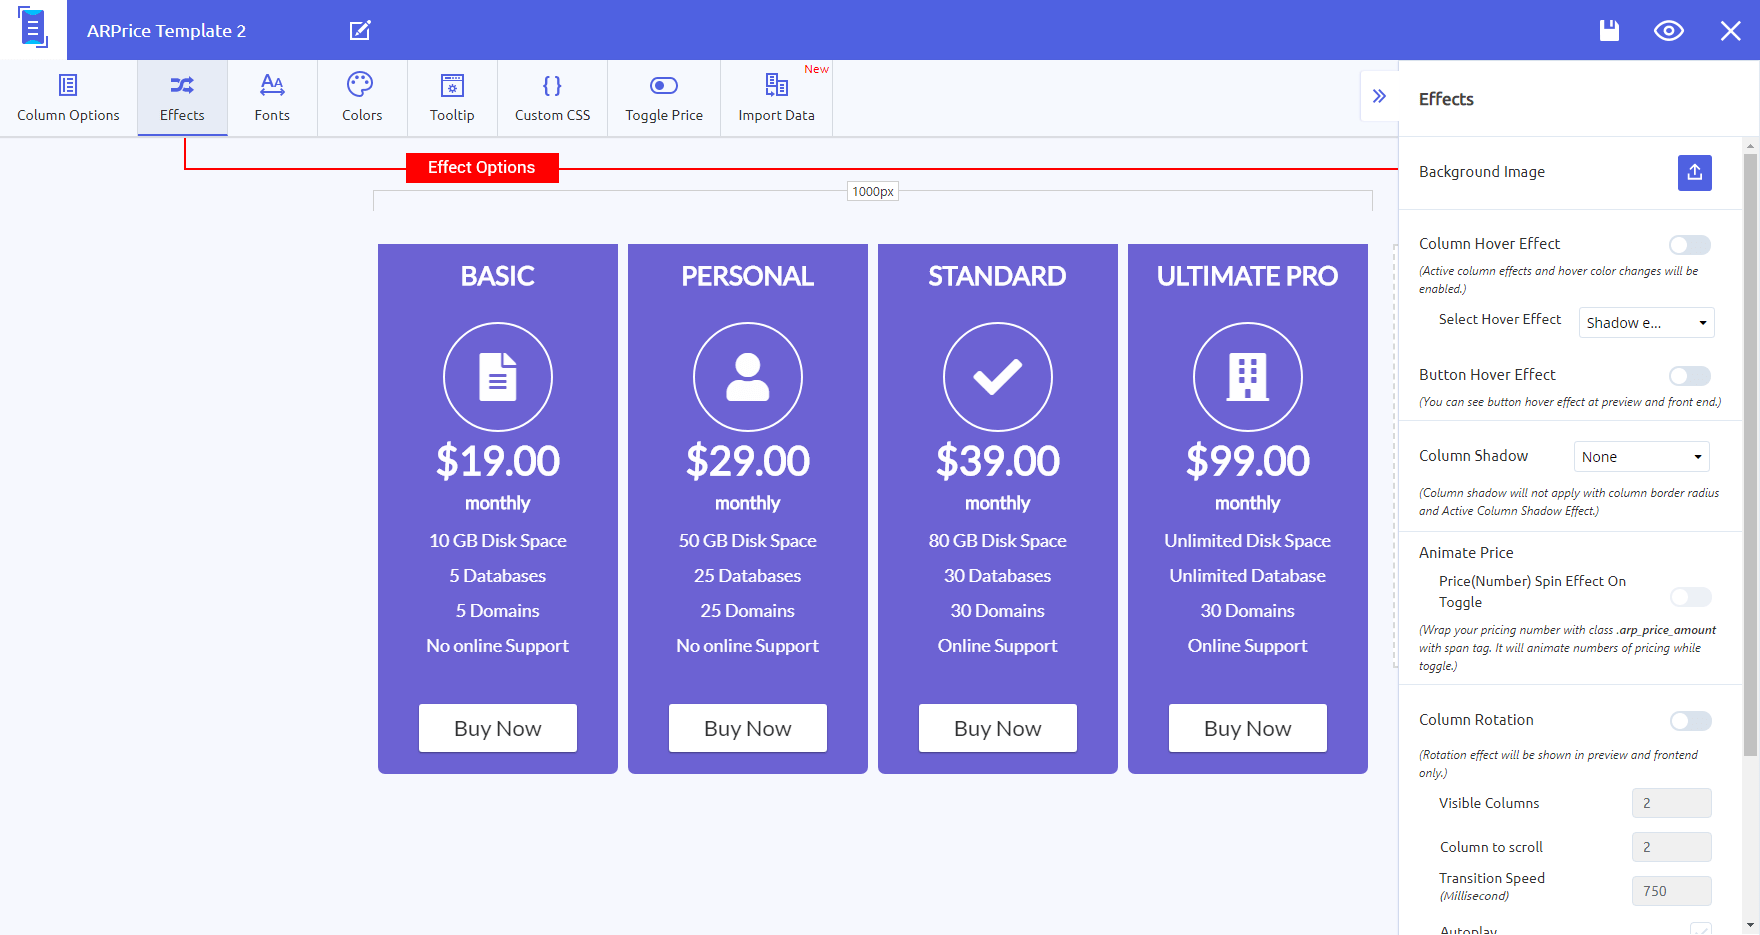 ARPrice Template 2
Column Options
Effects
Fonts
Colors
Tooltip
Custom CSS
Toggle Price
New
Import Data
Effect Options
1000px
BASIC
$19.00
monthly
10 GB Disk Space
5 Databases
5 Domains
No online Support
Buy Now
PERSONAL
$29.00
monthly
50 GB Disk Space
25 Databases
25 Domains
No online Support
Buy Now
STANDARD
$39.00
monthly
80 GB Disk Space
30 Databases
30 Domains
Online Support
Buy Now
ULTIMATE PRO
$99.00
monthly
Unlimited Disk Space
Unlimited Database
30 Domains
Online Support
Buy Now
Effects
Background Image
Column Hover Effect
(Active column effects and hover color changes will be
enabled.)
Select Hover Effect
Shadow e...
Button Hover Effect
(You can see button hover effect at preview and front end.)
Column Shadow
None
(Column shadow will not apply with column border radius
and Active Column Shadow Effect.)
Animate Price
Price(Number) Spin Effect On
Toggle
(Wrap your pricing number with class .arp_price_amount
with span tag. It will animate numbers of pricing while
toggle.)
Column Rotation
(Rotation effect will be shown in preview and frontend
only.)
Visible Columns
2
Column to scroll
2
Transition Speed
(Millisecond)
750
Autoplay